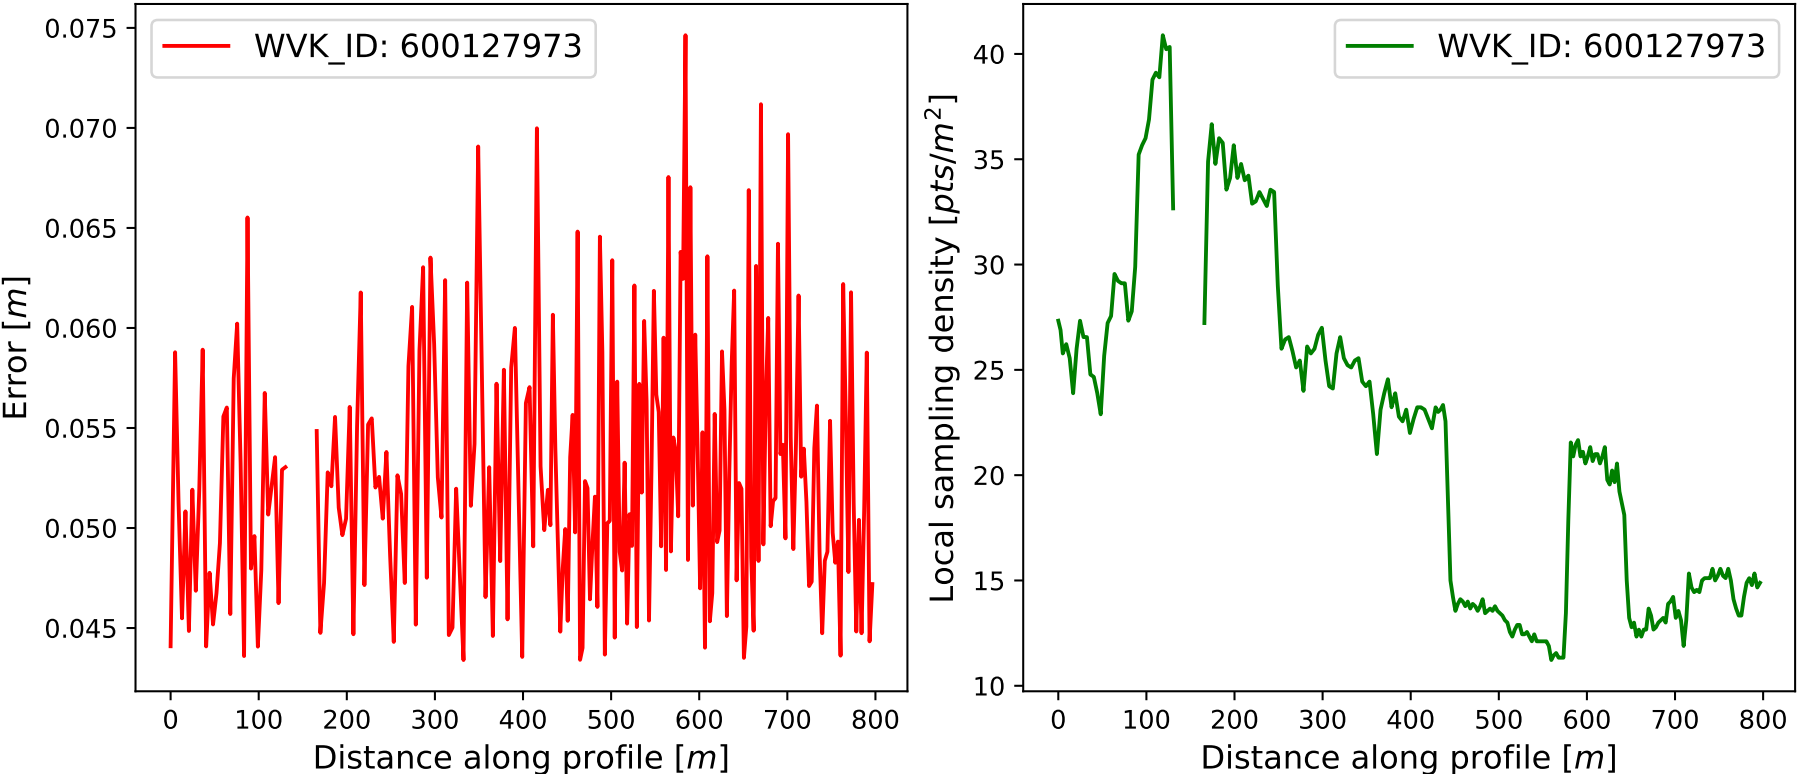 0.075
0.070
0.065
0.060
0.055
0.050
0.045
Error [m]
WVK_ID: 600127973
0 100 200 300 400 500 600 700 800
Distance along profile [m]
40
35
30
25
20
15
10
Local sampling density [pts/m²]
WVK_ID: 600127973
0 100 200 300 400 500 600 700 800
Distance along profile [m]